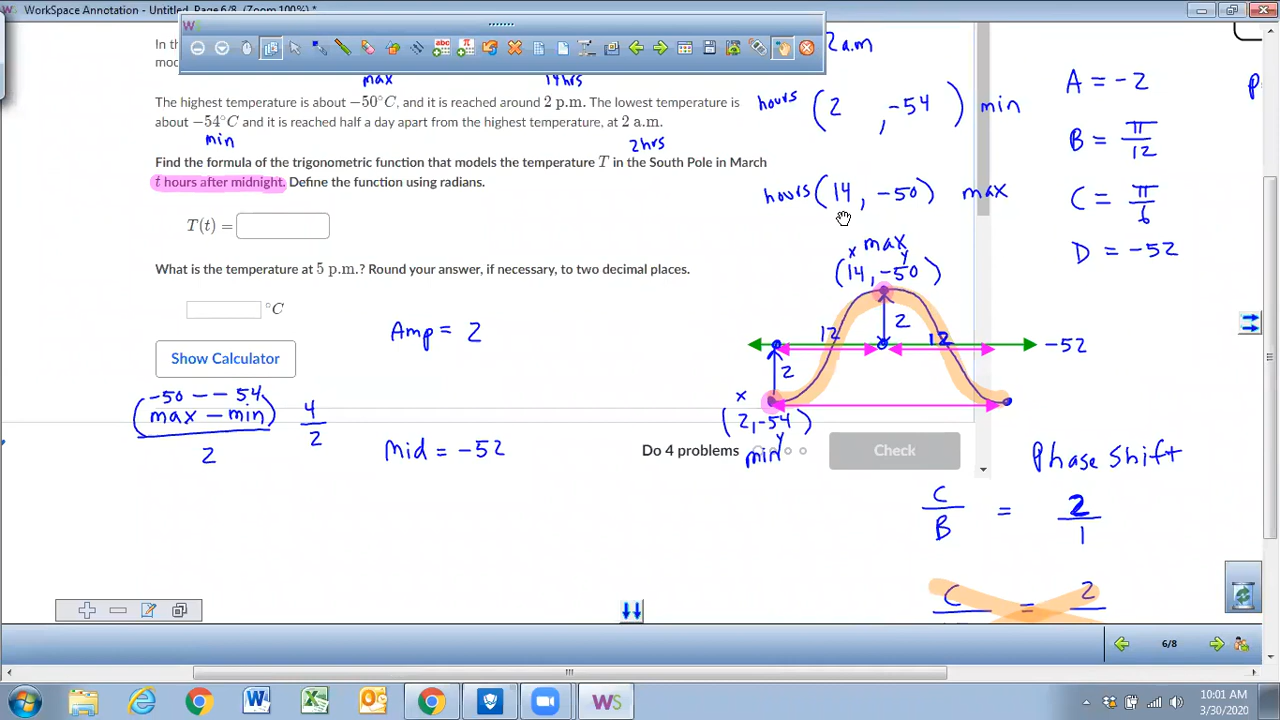 WorkSpace Annotation - Untitled, Page 6/8, (Zoom 100%) *
WS
In th
mod
2 a.m
max
14hrs
The highest temperature is about −50°C, and it is reached around 2 p.m. The lowest temperature is
about −54°C and it is reached half a day apart from the highest temperature, at 2 a.m.
min
2hrs
Find the formula of the trigonometric function that models the temperature T in the South Pole in March
t hours after midnight. Define the function using radians.
T(t) =
What is the temperature at 5 p.m.? Round your answer, if necessary, to two decimal places.
°C
Show Calculator
Amp = 2
-50 - - 54
(max - min)
2
4
2
Mid = -52
Do 4 problems
Check
hours (2 , -54) min
hours (14, -50) max
max
x y
(14, -50)
2
12
12
-52
2
x
(2, -54)
y
min
A = -2
B = π/12
C = π/6
D = -52
P
Phase Shift
C/B = 2/1
C = 2
6/8
WS
10:01 AM
3/30/2020